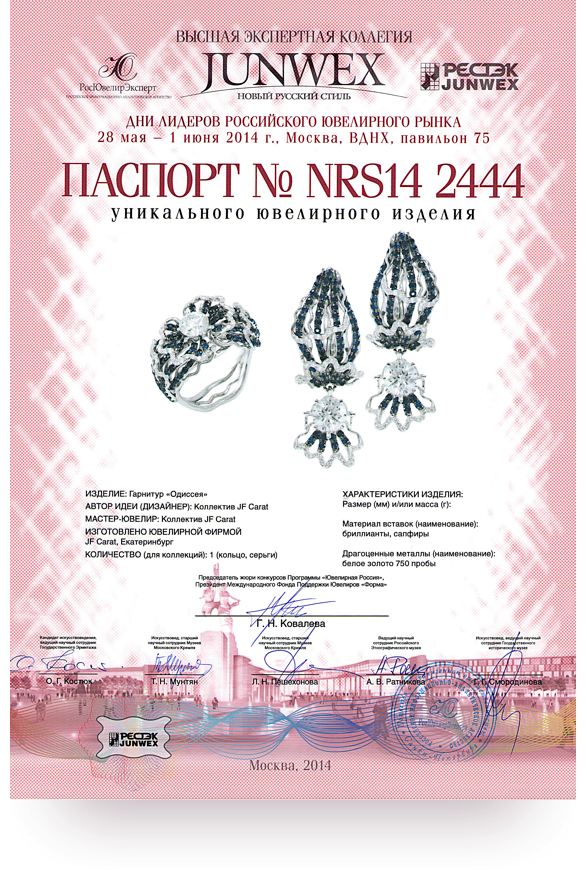 ВЫСШАЯ ЭКСПЕРТНАЯ КОЛЛЕГИЯ
РосЮвелирЭксперт
JUNWEX
НОВЫЙ РУССКИЙ СТИЛЬ
РЕСТЭК
JUNWEX
ДНИ ЛИДЕРОВ РОССИЙСКОГО ЮВЕЛИРНОГО РЫНКА
28 мая – 1 июня 2014 г., Москва, ВДНХ, павильон 75
ПАСПОРТ № NRS14 2444
уникального ювелирного изделия
ИЗДЕЛИЕ: Гарнитур «Одиссея»
АВТОР ИДЕИ (ДИЗАЙНЕР): Коллектив JF Carat
МАСТЕР-ЮВЕЛИР: Коллектив JF Carat
ИЗГОТОВЛЕНО ЮВЕЛИРНОЙ ФИРМОЙ
JF Carat, Екатеринбург
КОЛИЧЕСТВО (для коллекций): 1 (кольцо, серьги)
ХАРАКТЕРИСТИКИ ИЗДЕЛИЯ:
Размер (мм) и/или масса (г):
Материал вставок (наименование):
бриллианты, сапфиры
Драгоценные металлы (наименование):
белое золото 750 пробы
Председатель жюри конкурсов Программы «Ювелирная Россия»,
Президент Международного Фонда Поддержки Ювелиров «Форма»
Г. Н. Ковалева
Кандидат искусствоведения,
ведущий научный сотрудник
Государственного Эрмитажа
О. Г. Костюк
Искусствовед, старший
научный сотрудник Музеев
Московского Кремля
Т. Н. Мунтян
Искусствовед, старший
научный сотрудник Музеев
Московского Кремля
Л. Н. Пешехонова
Ведущий научный
сотрудник Российского
Этнографического музея
А. В. Ратникова
Искусствовед, старший
научный сотрудник
Государственного
исторического музея
Г. Г. Смородинова
РЕСТЭК
JUNWEX
Москва, 2014